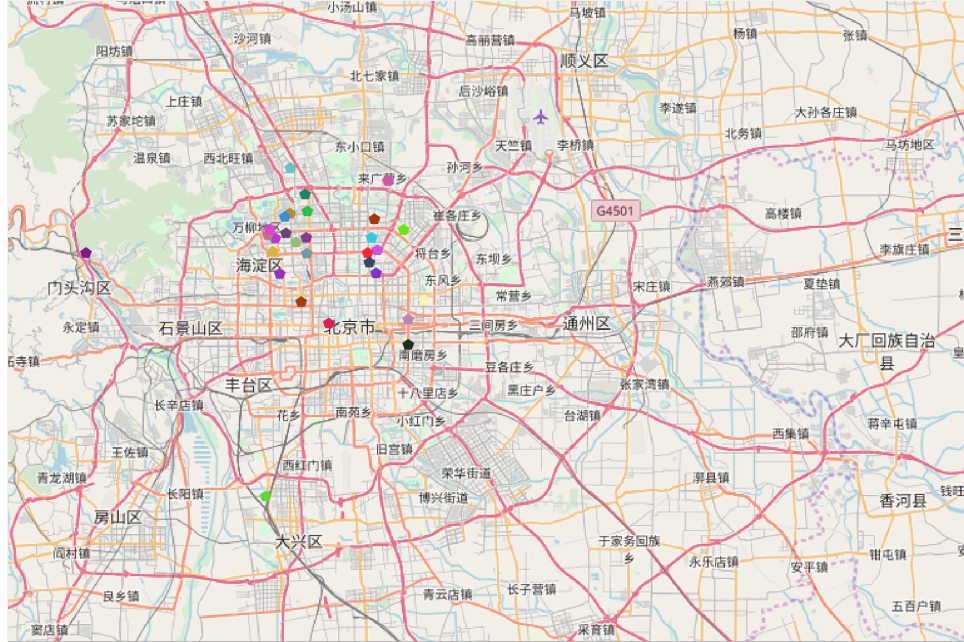 小汤山镇
马坡镇
沙河镇
高丽营镇
杨镇
张镇
阳坊镇
顺义区
北七家镇
后沙峪镇
上庄镇
李遂镇
大孙各庄镇
苏家坨镇
北务镇
温泉镇
西北旺镇
东小口镇
天竺镇
李桥镇
马坊地区
孙河乡
来广营乡
G4501
高楼镇
崔各庄乡
万柳地
三
李旗庄镇
将台乡
东坝乡
海淀区
东风乡
燕郊镇
夏垫镇
门头沟区
常营乡
宋庄镇
永定镇
石景山区
北京市
三间房乡
通州区
邵府镇
大厂回族自治
县
南磨房乡
豆各庄乡
丰台区
张家湾镇
黑庄户乡
十八里店乡
长辛店镇
花乡
南苑乡
小红门乡
台湖镇
蒋辛屯镇
西集镇
王佐镇
旧宫镇
西红门镇
荣华街道
青龙湖镇
漷县镇
长阳镇
博兴街道
香河县
钱旺
房山区
大兴区
于家务回族
乡
阎村镇
永乐店镇
安平镇
钳屯镇
良乡镇
青云店镇
长子营镇
五百户镇
窦店镇
采育镇